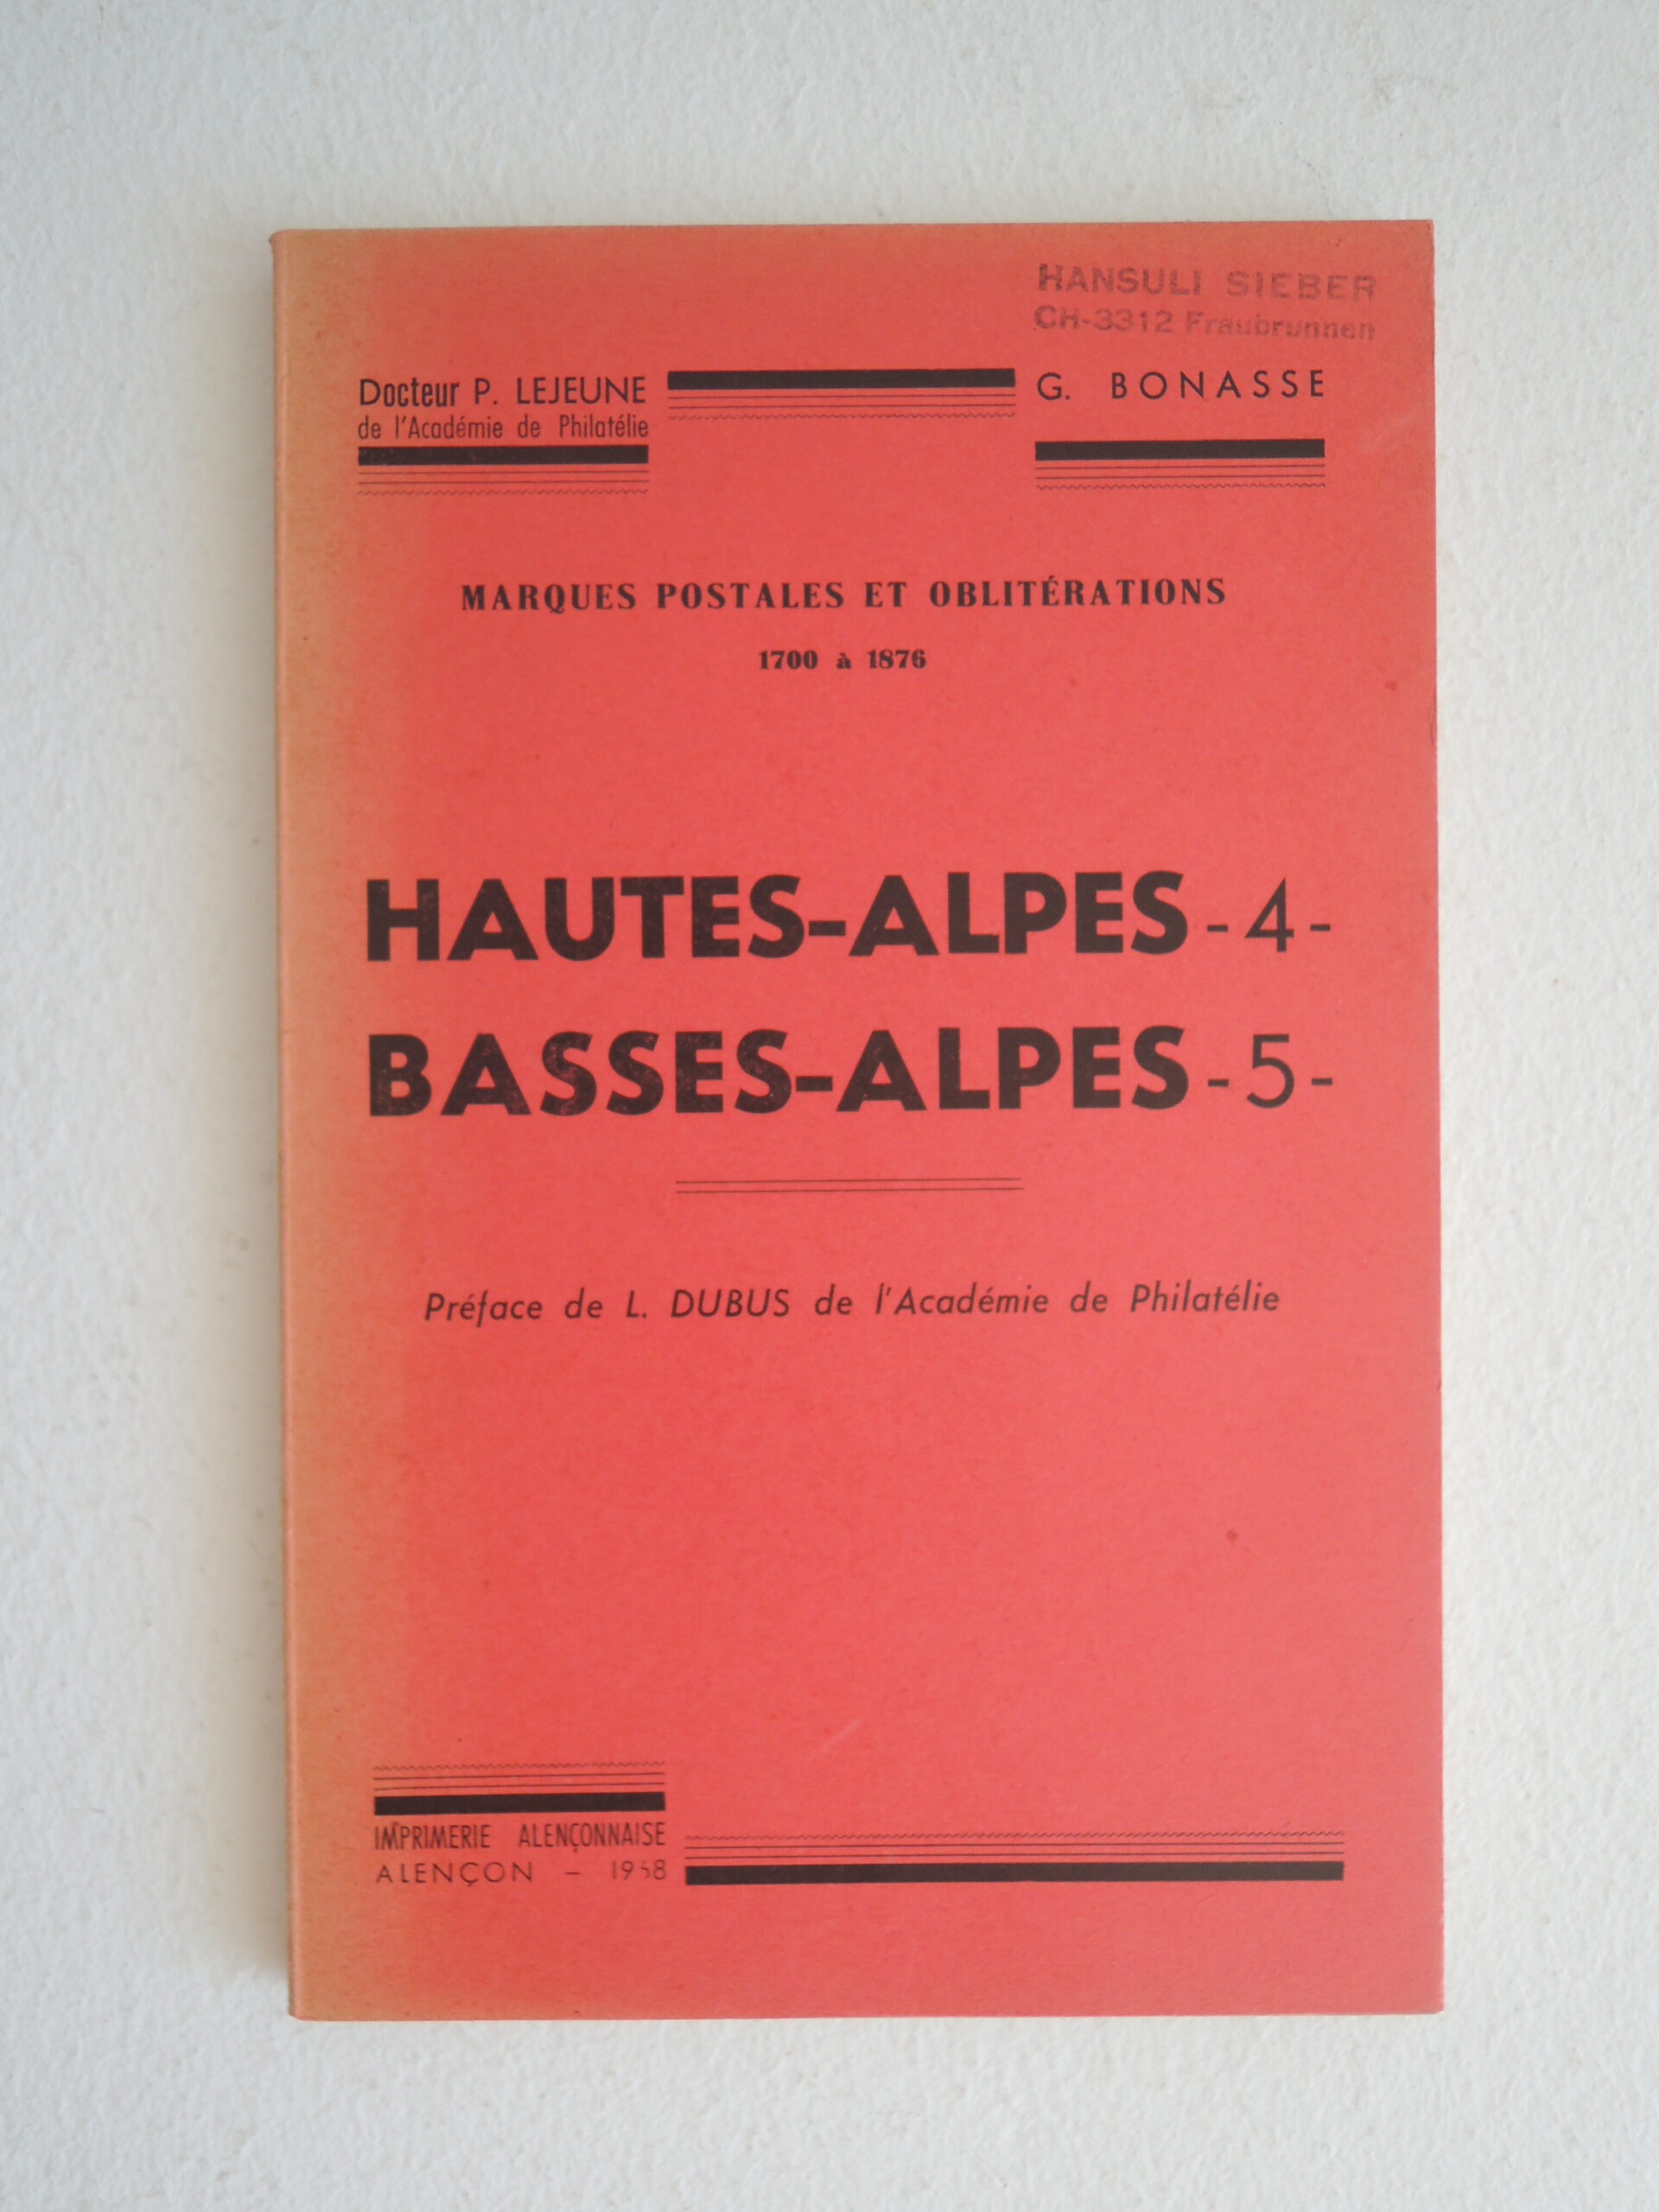 HANSULI SIEBER
CH-3312 Fraubrunnen
Docteur P. LEJEUNE
de l'Académie de Philatélie
G. BONASSE
MARQUES POSTALES ET OBLITÉRATIONS
1700 à 1876
HAUTES-ALPES - 4 -
BASSES-ALPES - 5 -
Préface de L. DUBUS de l'Académie de Philatélie
IMPRIMERIE ALENÇONNAISE
ALENÇON –